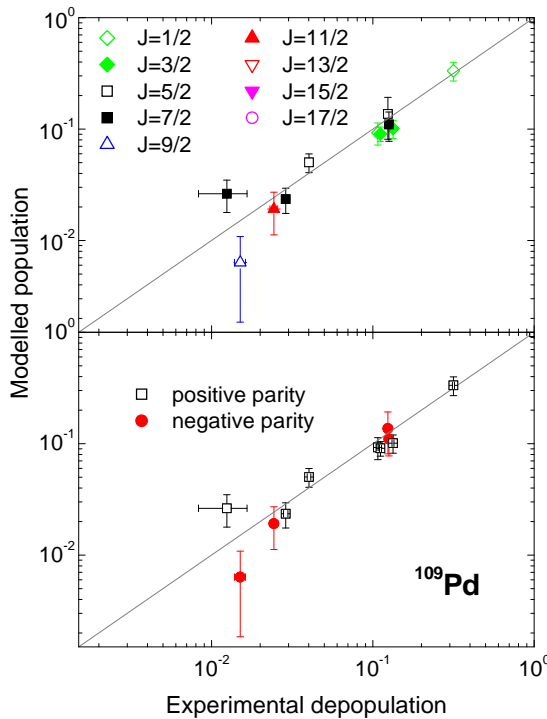 10⁰
J=1/2 J=11/2
J=3/2 J=13/2
J=5/2 J=15/2
J=7/2 J=17/2
J=9/2
10⁻¹
10⁻²
10⁰
Modelled population
positive parity
negative parity
10⁻¹
10⁻²
¹⁰⁹Pd
10⁻² 10⁻¹ 10⁰
Experimental depopulation